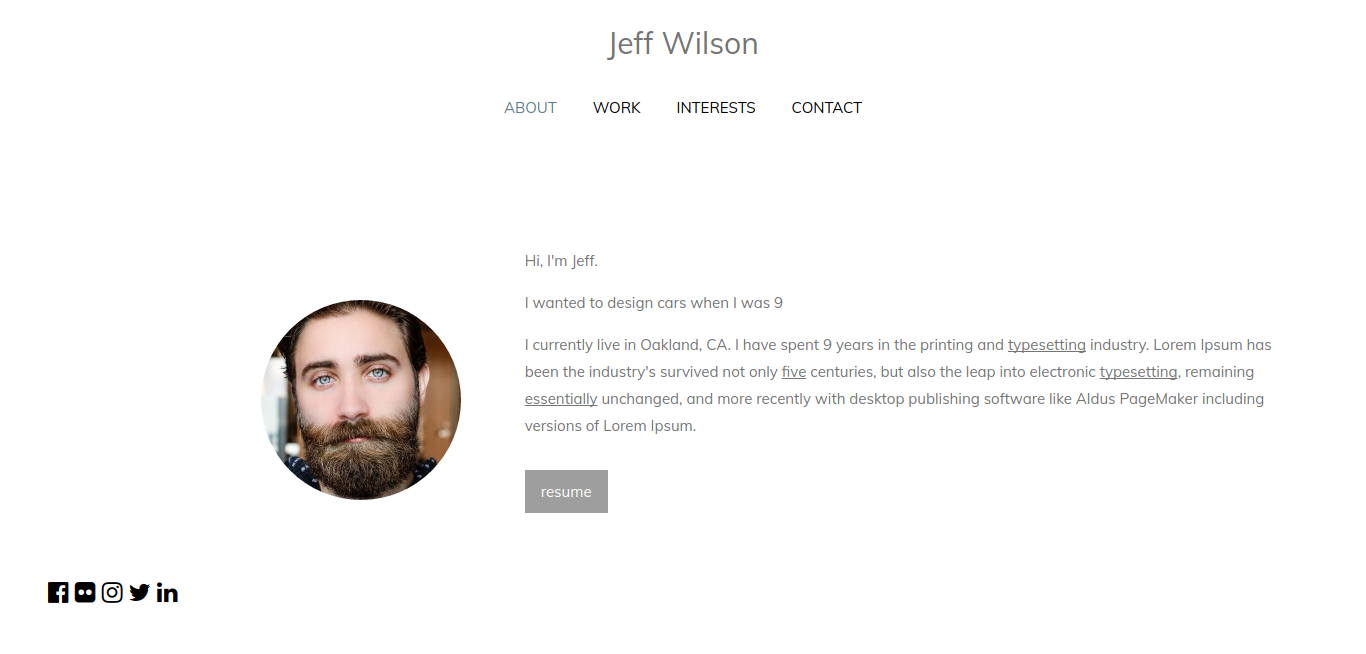 Jeff Wilson
ABOUT WORK INTERESTS CONTACT
Hi, I'm Jeff.
I wanted to design cars when I was 9
I currently live in Oakland, CA. I have spent 9 years in the printing and typesetting industry. Lorem Ipsum has
been the industry's survived not only five centuries, but also the leap into electronic typesetting, remaining
essentially unchanged, and more recently with desktop publishing software like Aldus PageMaker including
versions of Lorem Ipsum.
resume